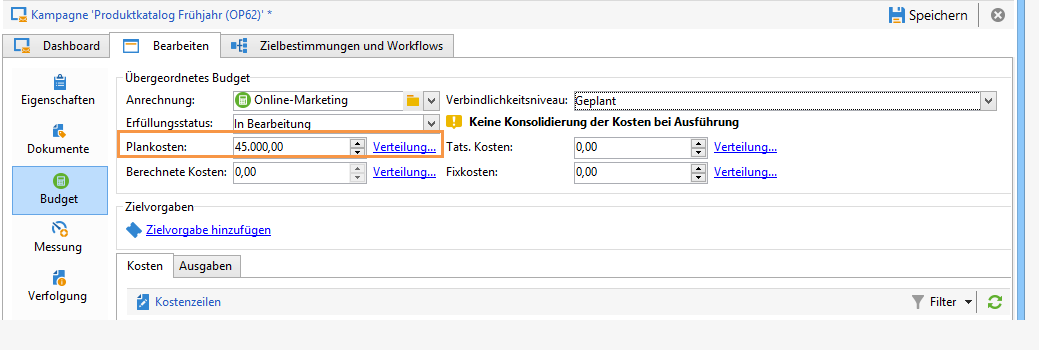 Kampagne 'Produktkatalog Frühjahr (OP62)' *
Speichern
Dashboard
Bearbeiten
Zielbestimmungen und Workflows
Eigenschaften
Dokumente
Budget
Messung
Verfolgung
Übergeordnetes Budget
Anrechnung: Online-Marketing Verbindlichkeitsniveau: Geplant
Erfüllungsstatus: In Bearbeitung Keine Konsolidierung der Kosten bei Ausführung
Plankosten: 45.000,00 Verteilung... Tats. Kosten: 0,00 Verteilung...
Berechnete Kosten: 0,00 Verteilung... Fixkosten: 0,00 Verteilung...
Zielvorgaben
Zielvorgabe hinzufügen
Kosten Ausgaben
Kostenzeilen Filter